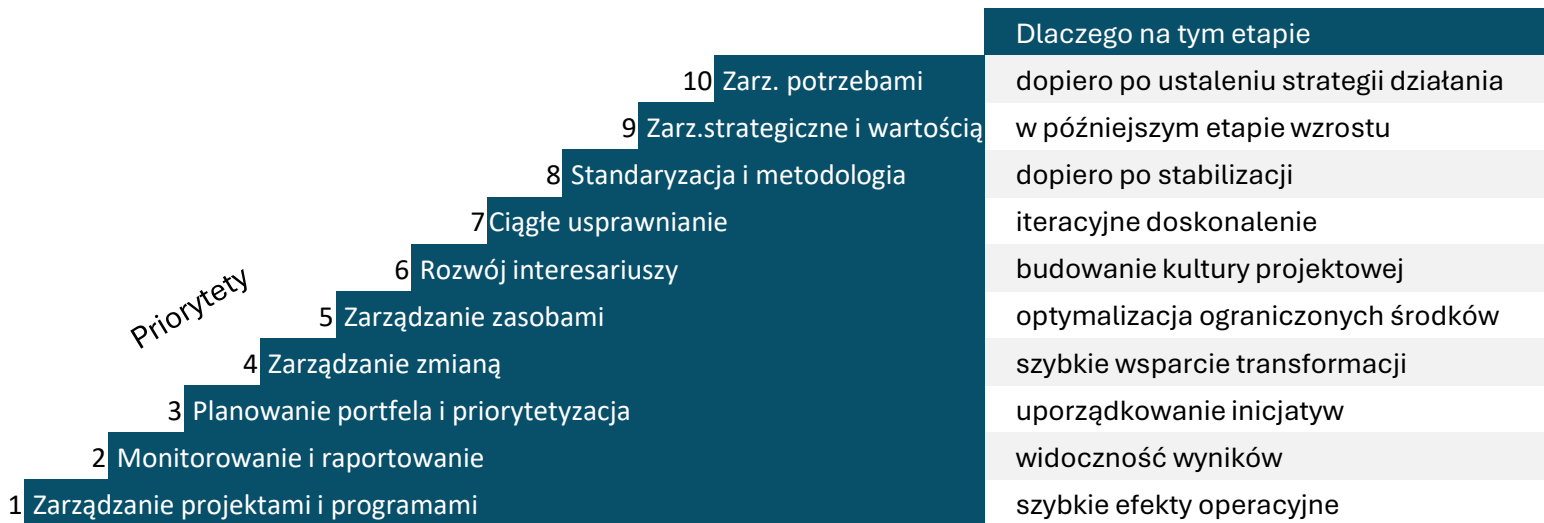 Dlaczego na tym etapie
10 Zarz. potrzebami dopiero po ustaleniu strategii działania
9 Zarz.strategiczne i wartością w późniejszym etapie wzrostu
8 Standaryzacja i metodologia dopiero po stabilizacji
7 Ciągłe usprawnianie iteracyjne doskonalenie
6 Rozwój interesariuszy budowanie kultury projektowej
Priorytety
5 Zarządzanie zasobami optymalizacja ograniczonych środków
4 Zarządzanie zmianą szybkie wsparcie transformacji
3 Planowanie portfela i priorytetyzacja uporządkowanie inicjatyw
2 Monitorowanie i raportowanie widoczność wyników
1 Zarządzanie projektami i programami szybkie efekty operacyjne